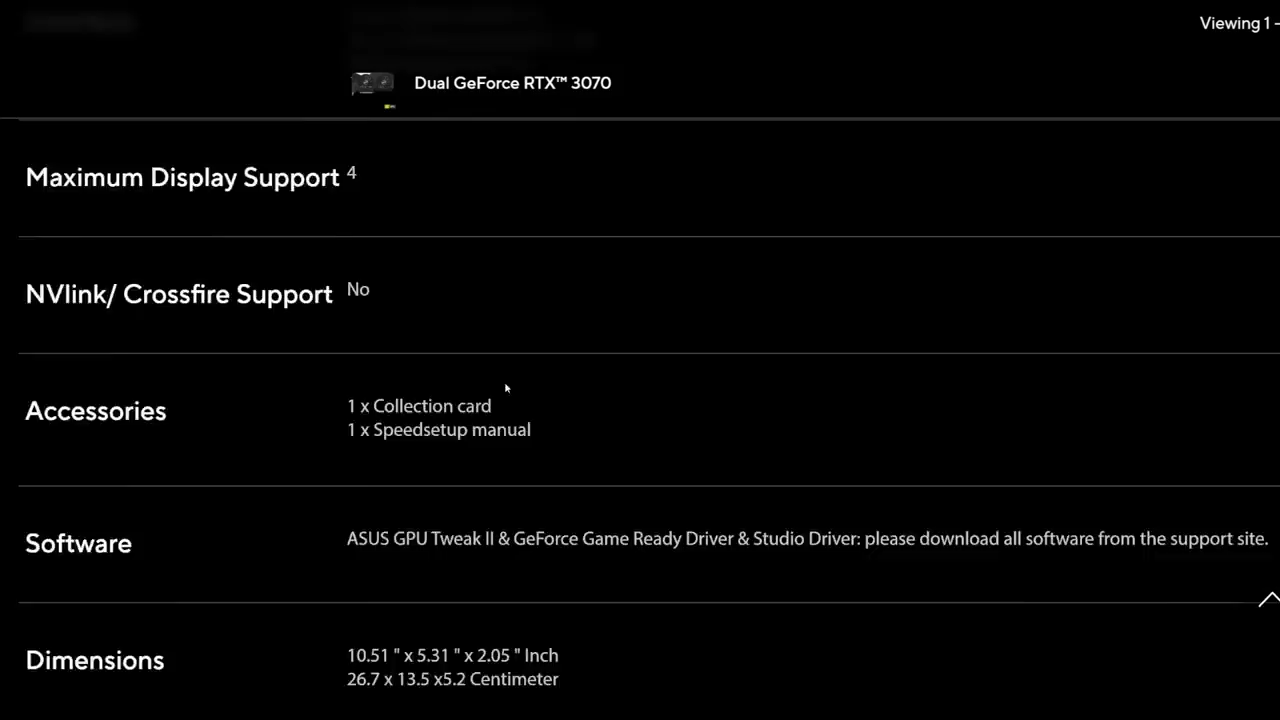 Viewing 1 -
Dual GeForce RTX™ 3070
Maximum Display Support 4
NVlink/ Crossfire Support No
Accessories
1 x Collection card
1 x Speedsetup manual
Software
ASUS GPU Tweak II & GeForce Game Ready Driver & Studio Driver: please download all software from the support site.
Dimensions
10.51 " x 5.31 " x 2.05 " Inch
26.7 x 13.5 x5.2 Centimeter